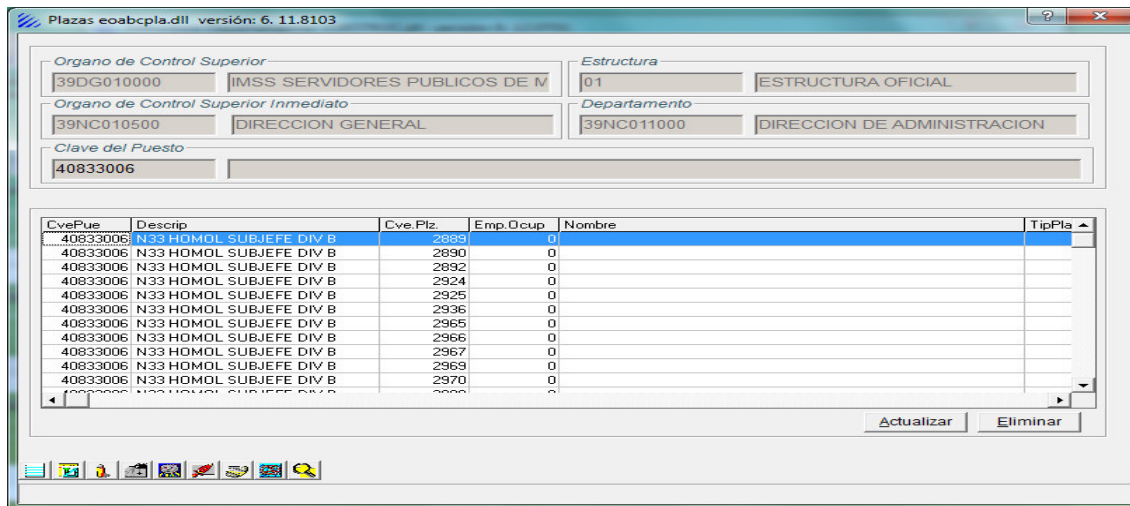 Plazas eoabcpla.dll versión: 6. 11.8103
Organo de Control Superior
39DG010000 IMSS SERVIDORES PUBLICOS DE M
Estructura
01 ESTRUCTURA OFICIAL
Organo de Control Superior Inmediato
39NC010500 DIRECCION GENERAL
Departamento
39NC011000 DIRECCION DE ADMINISTRACION
Clave del Puesto
40833006
CvePue Descrip Cve.Plz. Emp.Ocup Nombre TipPla
40833006 N33 HOMOL SUBJEFE DIV B 2889 0
40833006 N33 HOMOL SUBJEFE DIV B 2890 0
40833006 N33 HOMOL SUBJEFE DIV B 2892 0
40833006 N33 HOMOL SUBJEFE DIV B 2924 0
40833006 N33 HOMOL SUBJEFE DIV B 2925 0
40833006 N33 HOMOL SUBJEFE DIV B 2936 0
40833006 N33 HOMOL SUBJEFE DIV B 2965 0
40833006 N33 HOMOL SUBJEFE DIV B 2966 0
40833006 N33 HOMOL SUBJEFE DIV B 2967 0
40833006 N33 HOMOL SUBJEFE DIV B 2969 0
40833006 N33 HOMOL SUBJEFE DIV B 2970 0
Actualizar Eliminar